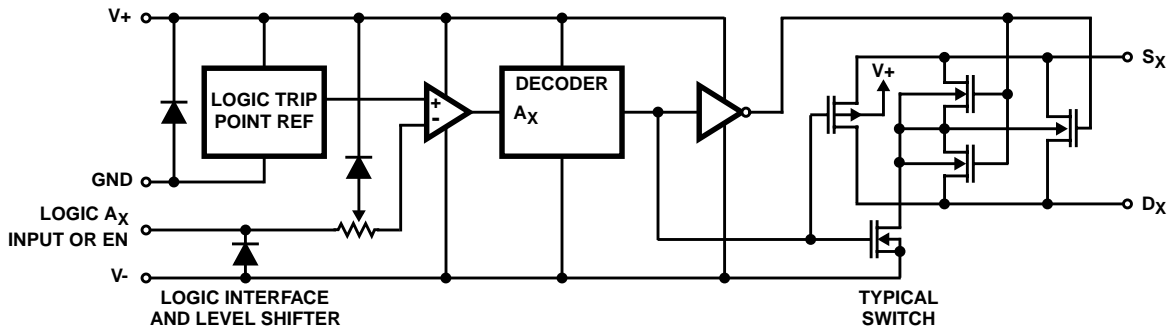 V+
LOGIC TRIP
POINT REF
GND
LOGIC AX
INPUT OR EN
V-
LOGIC INTERFACE
AND LEVEL SHIFTER
+
-
DECODER
AX
V+
SX
DX
TYPICAL
SWITCH